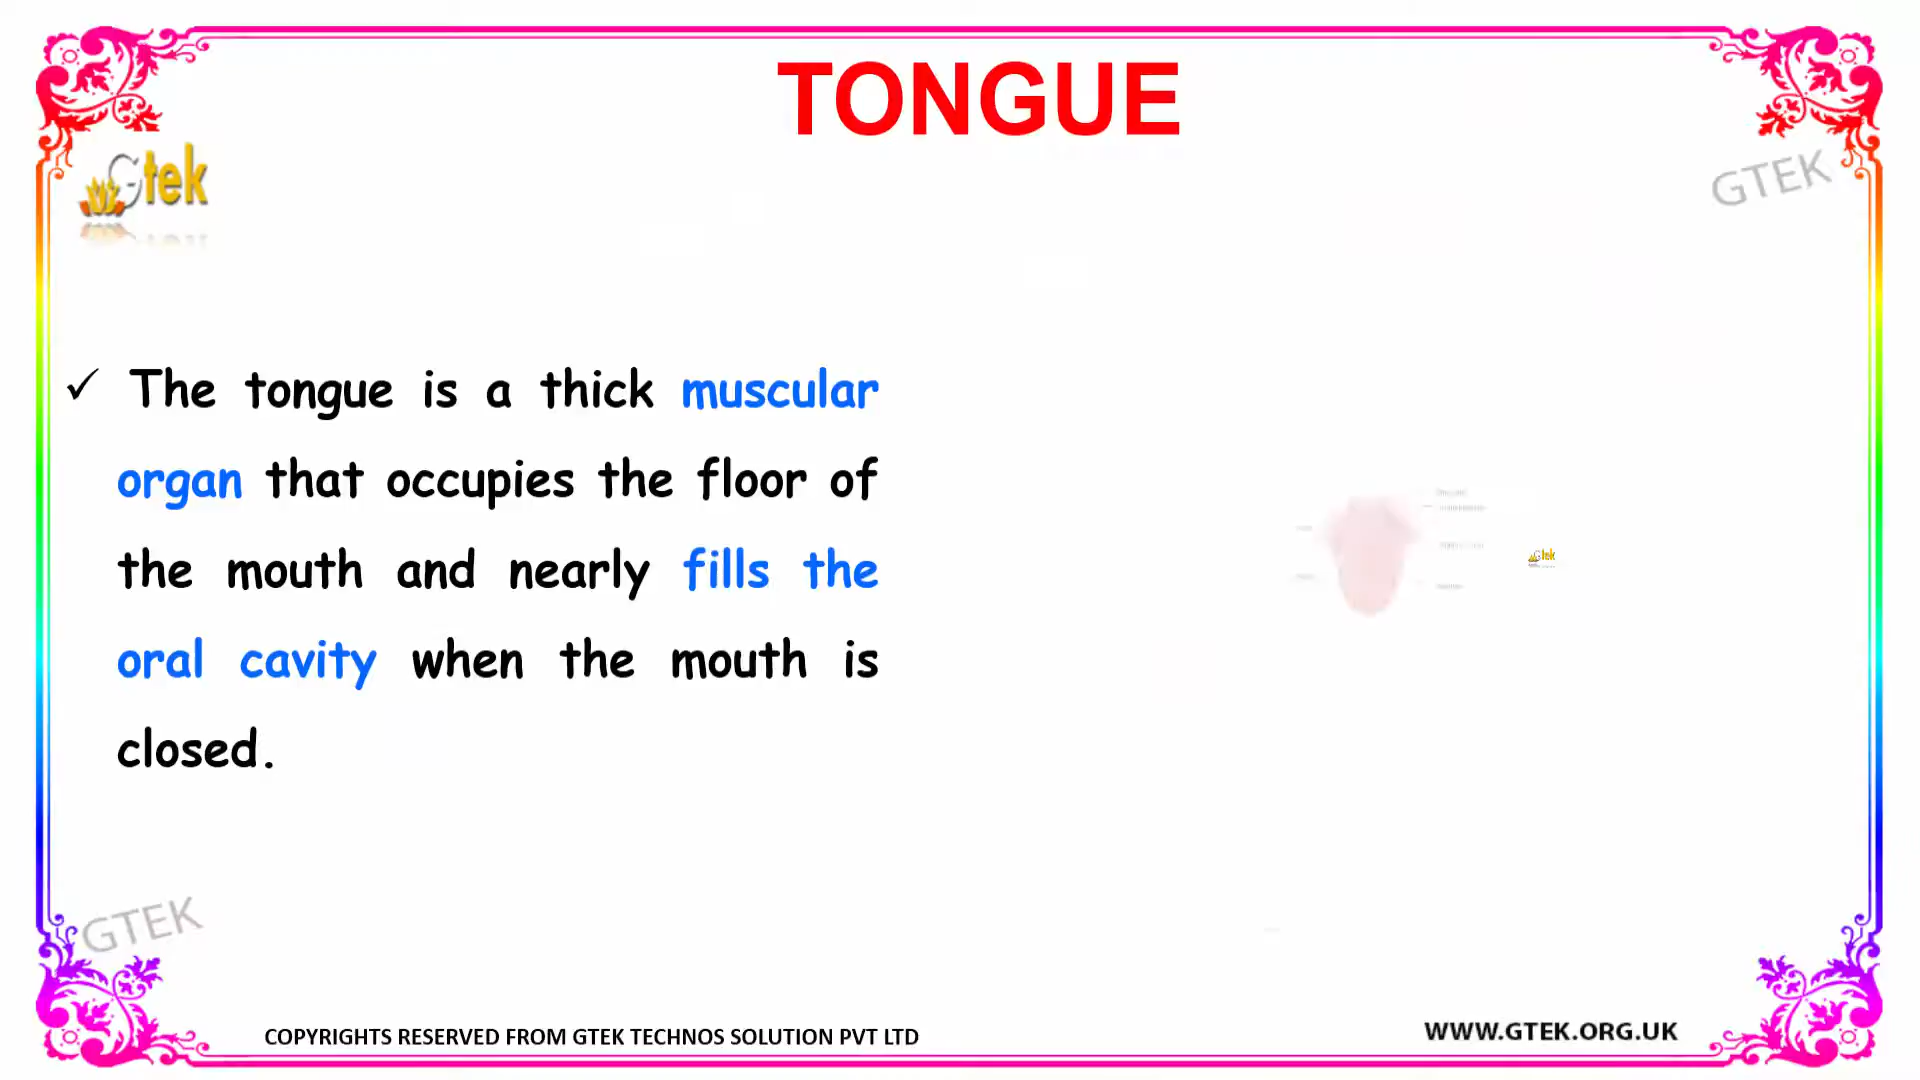 TONGUE
Gtek
GTEK
✓ The tongue is a thick muscular
organ that occupies the floor of
the mouth and nearly fills the
oral cavity when the mouth is
closed.
Gtek
GTEK
COPYRIGHTS RESERVED FROM GTEK TECHNOS SOLUTION PVT LTD
WWW.GTEK.ORG.UK